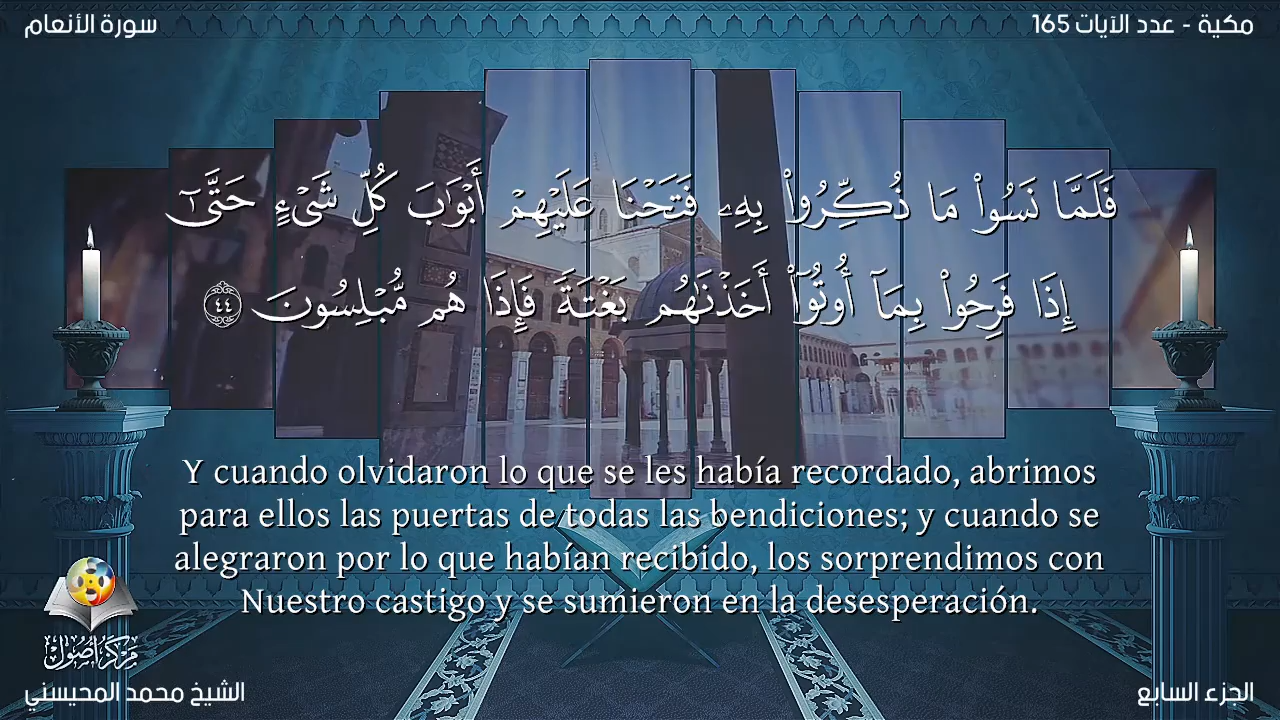 سورة الأنعام
مكية - عدد الآيات 165
فَلَمَّا نَسُوا۟ مَا ذُكِّرُوا۟ بِهِۦ فَتَحْنَا عَلَيْهِمْ أَبْوَٰبَ كُلِّ شَىْءٍ حَتَّىٰٓ
إِذَا فَرِحُوا۟ بِمَآ أُوتُوٓا۟ أَخَذْنَـٰهُم بَغْتَةً فَإِذَا هُم مُّبْلِسُونَ ٤٤
Y cuando olvidaron lo que se les había recordado, abrimos
para ellos las puertas de todas las bendiciones; y cuando se
alegraron por lo que habían recibido, los sorprendimos con
Nuestro castigo y se sumieron en la desesperación.
مركز أصول
الشيخ محمد المحيسني
الجزء السابع